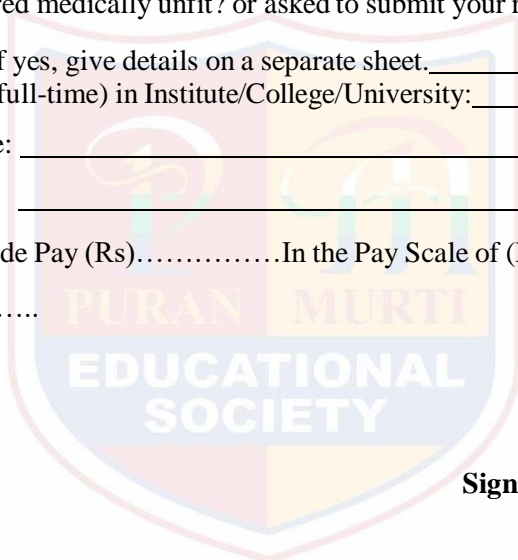 red medically unfit? or asked to submit your
f yes, give details on a separate sheet.
full-time) in Institute/College/University:
e:
de Pay (Rs)...............In the Pay Scale of (
.....
PURAN MURTI
EDUCATIONAL
SOCIETY
Sign